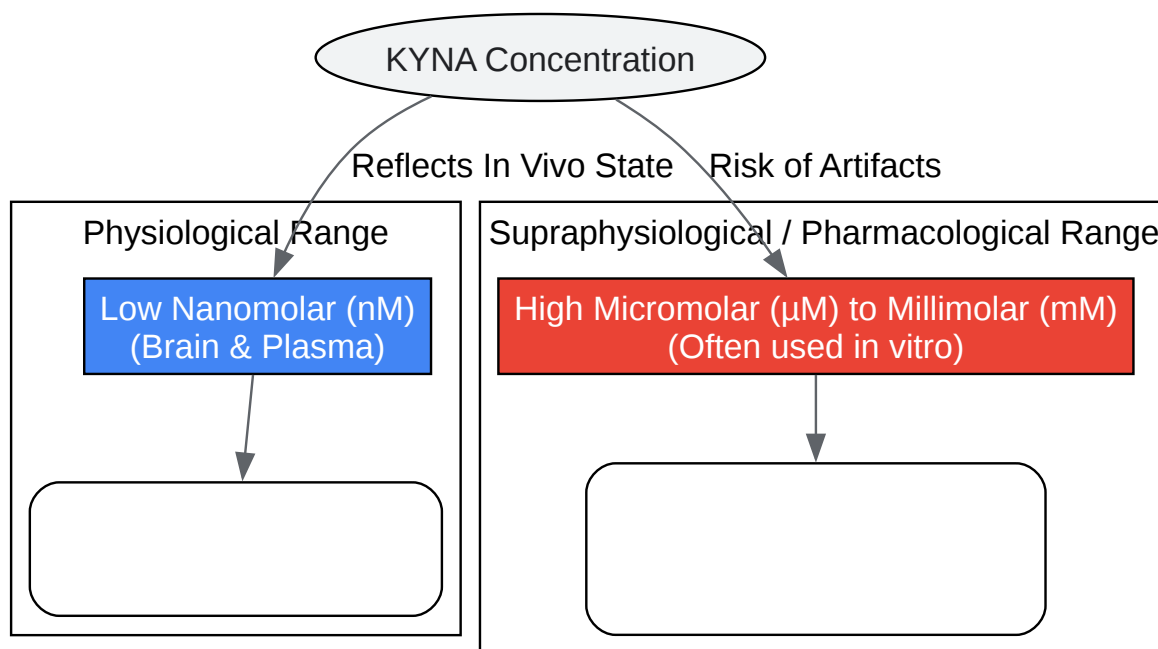 KYNA Concentration
Reflects In Vivo State
Risk of Artifacts
Physiological Range
Supraphysiological / Pharmacological Range
Low Nanomolar (nM)
(Brain & Plasma)
High Micromolar (µM) to Millimolar (mM)
(Often used in vitro)